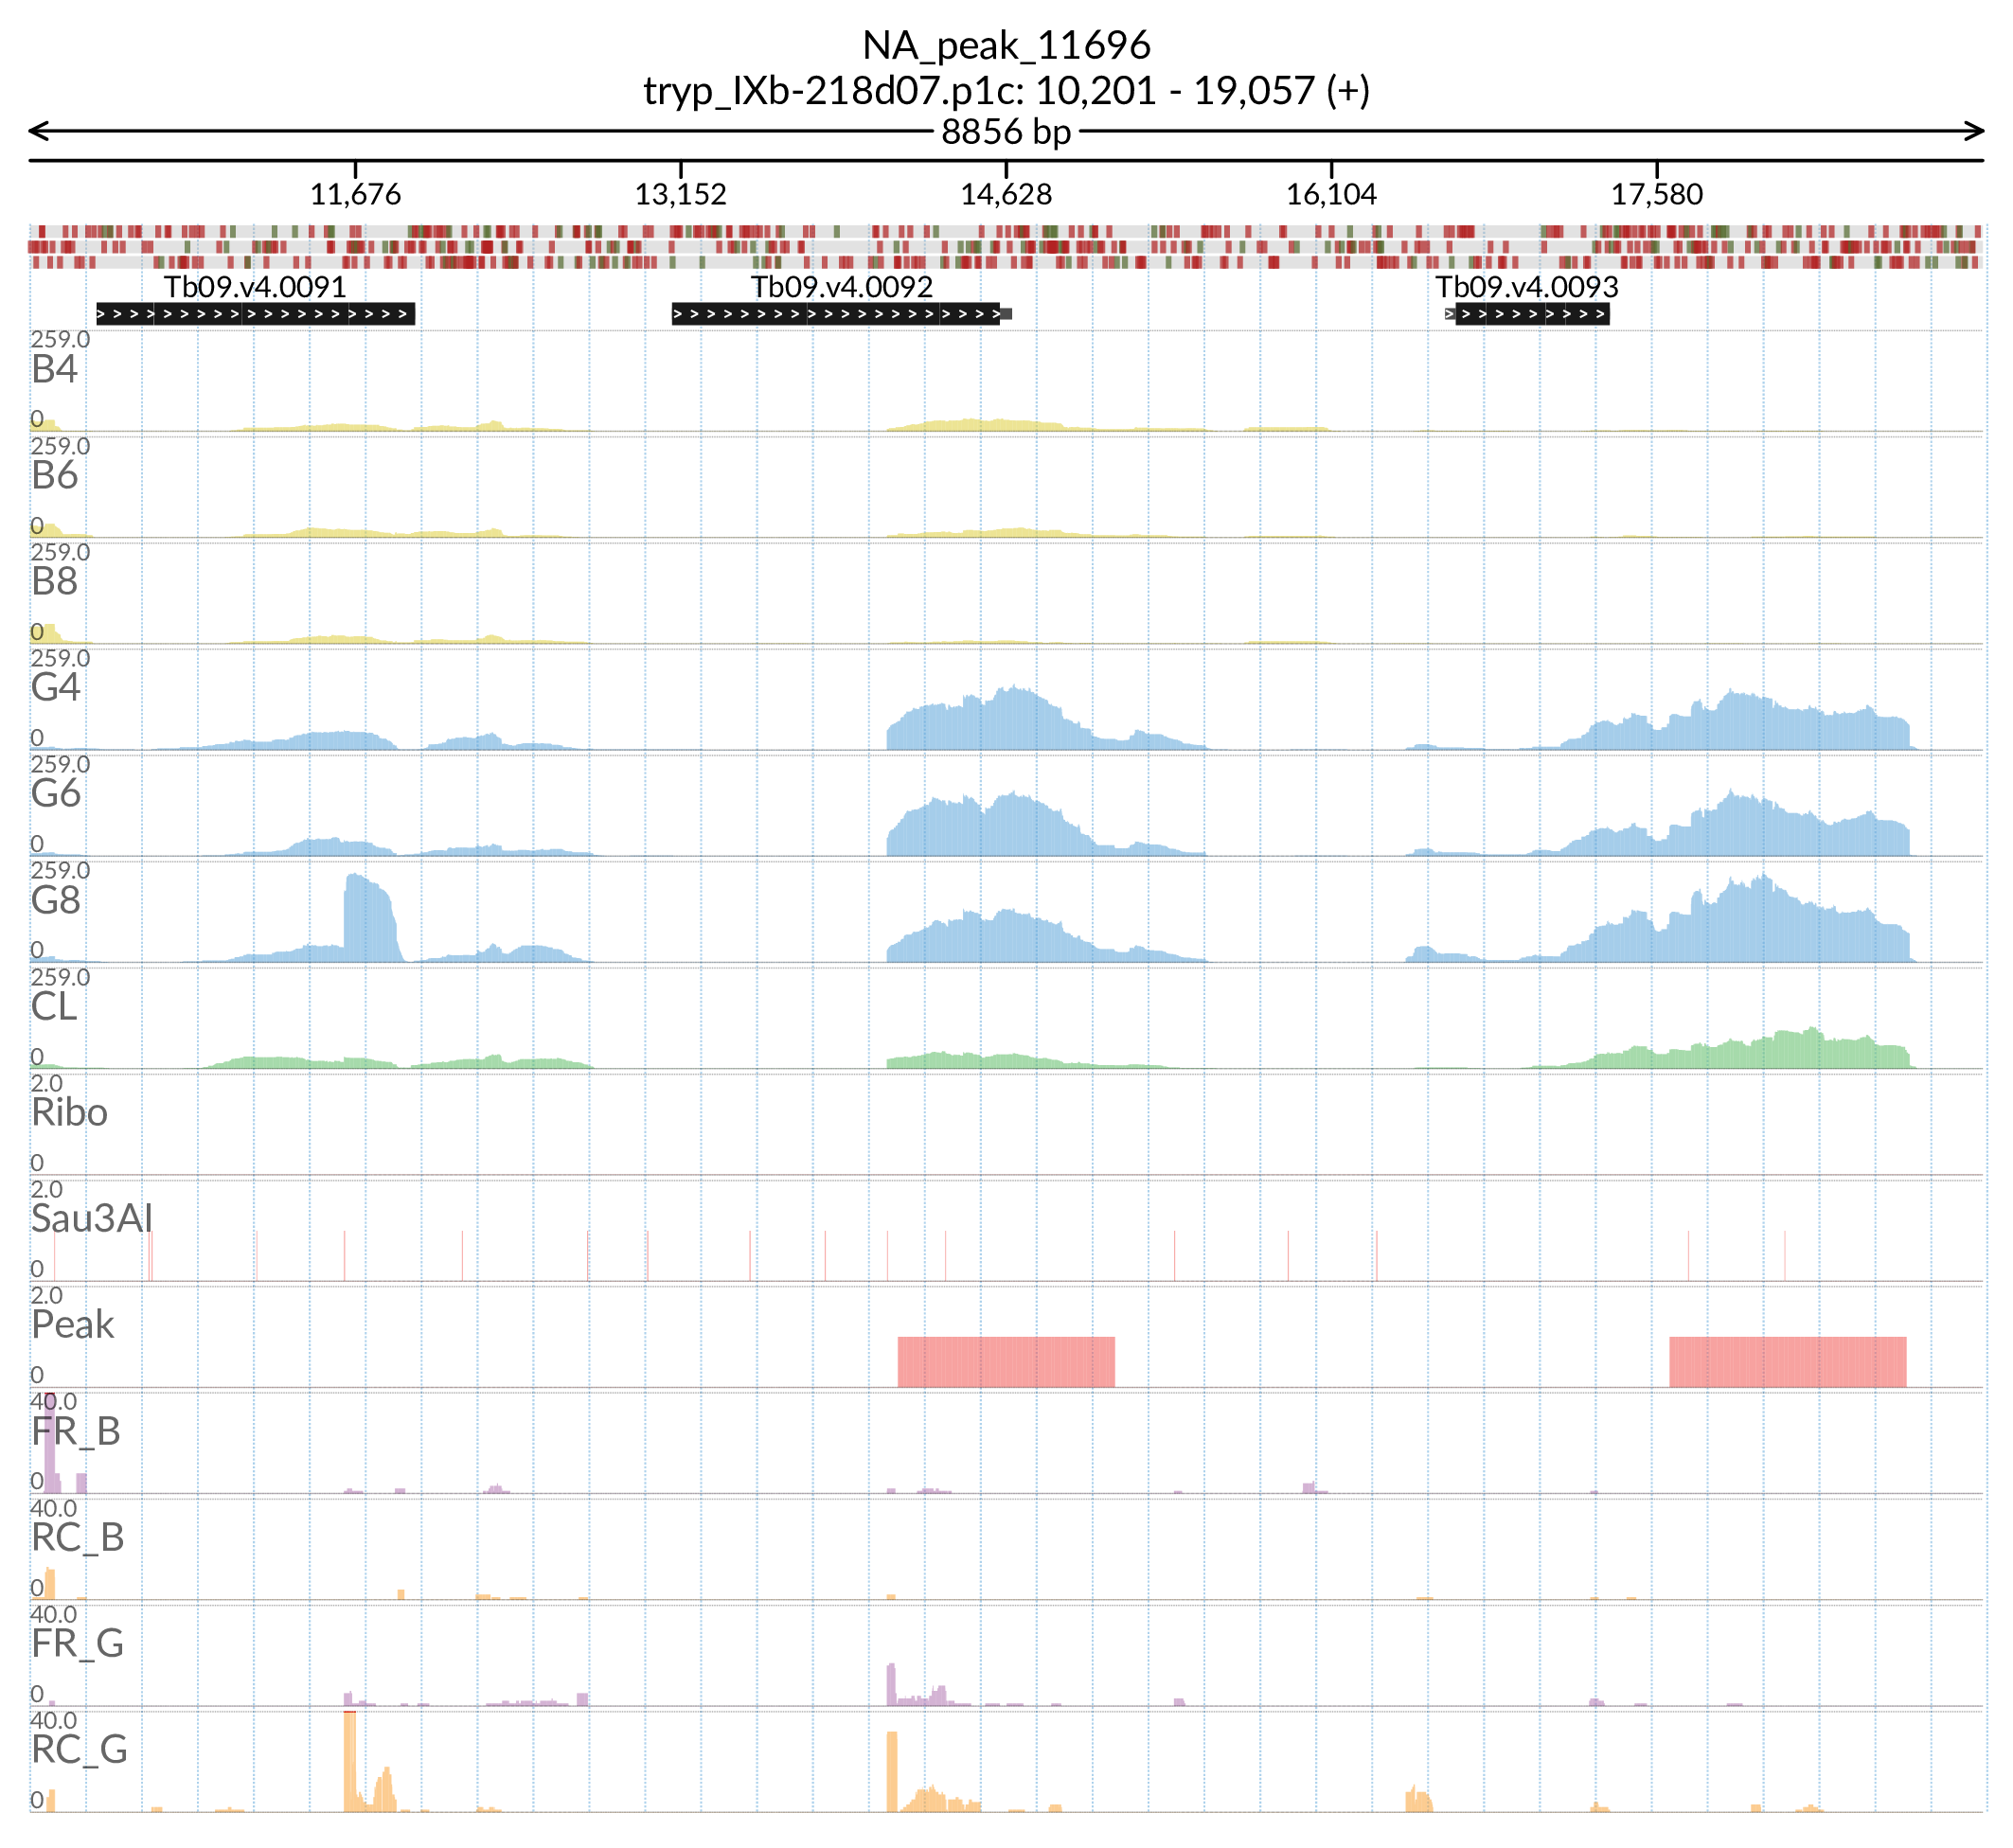 NA_peak_11696
tryp_IXb-218d07.p1c: 10,201 - 19,057 (+)
8856 bp
11,676 13,152 14,628 16,104 17,580
Tb09.v4.0091 Tb09.v4.0092 Tb09.v4.0093
259.0
B4
0
259.0
B6
0
259.0
B8
0
259.0
G4
0
259.0
G6
0
259.0
G8
0
259.0
CL
0
2.0
Ribo
0
2.0
Sau3AI
0
2.0
Peak
0
40.0
FR_B
0
40.0
RC_B
0
40.0
FR_G
0
40.0
RC_G
0